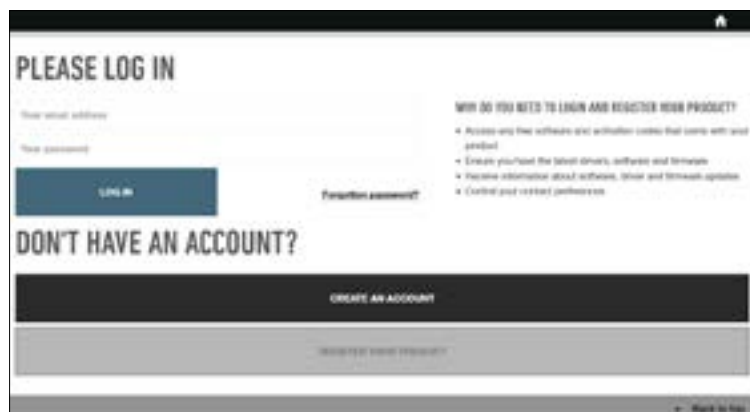 PLEASE LOG IN
Your email address
Your password
LOG IN
Forgotten password?
WHY DO YOU NEED TO LOGIN AND REGISTER YOUR PRODUCT?
• Access any free software and activation codes that come with your
product
• Ensure you have the latest drivers, software and firmware
• Receive information about software, driver and firmware updates
• Control your contact preferences
DON'T HAVE AN ACCOUNT?
CREATE AN ACCOUNT
REGISTER YOUR PRODUCT
Back to top